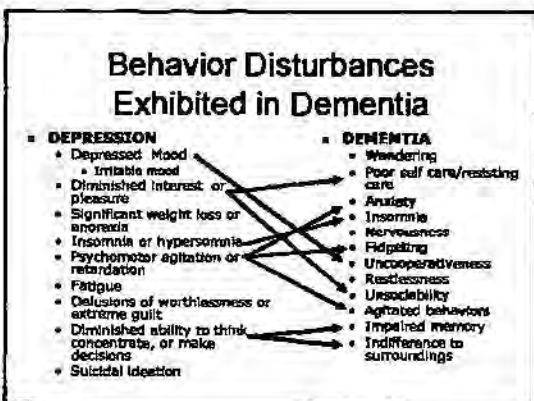 Behavior Disturbances
Exhibited in Dementia
DEPRESSION
Depressed Mood
Irritable mood
Diminished interest or
pleasure
Significant weight loss or
anorexia
Insomnia or hypersomnia
Psychomotor agitation or
retardation
Fatigue
Delusions of worthlessness or
extreme guilt
Diminished ability to think
concentrate, or make
decisions
Suicidal ideation
DEMENTIA
Wandering
Poor self care/resisting
care
Anxiety
Insomnia
Nervousness
Fidgeting
Uncooperativeness
Restlessness
Unsociability
Agitated behaviors
Impaired memory
Indifference to
surroundings